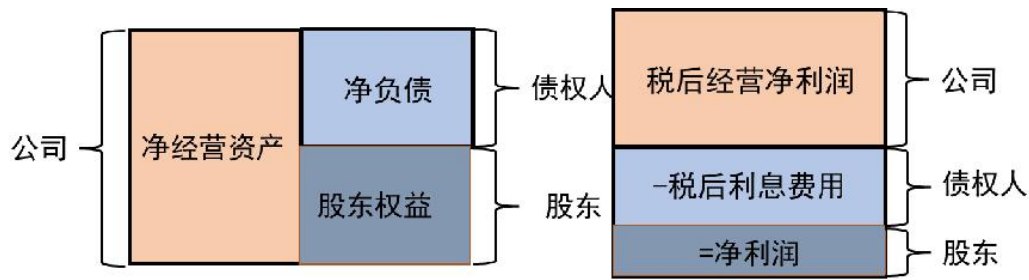 公司
净经营资产
净负债
股东权益
债权人
股东
税后经营净利润
-税后利息费用
=净利润
公司
债权人
股东